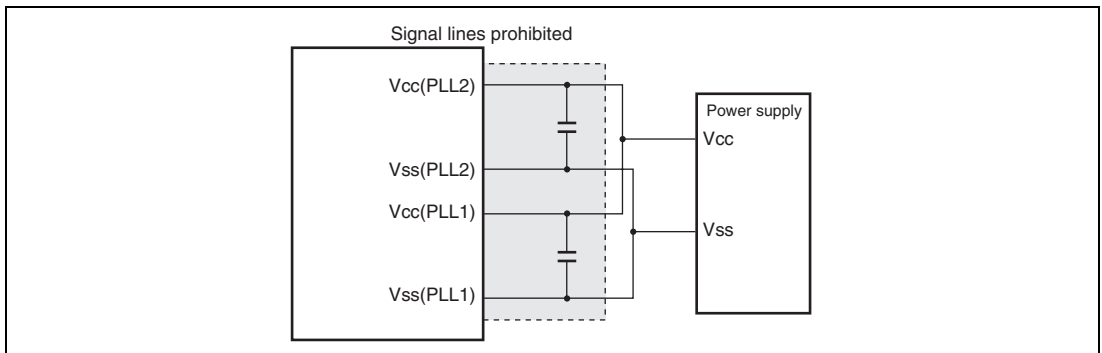 Signal lines prohibited
Vcc(PLL2)
Vss(PLL2)
Vcc(PLL1)
Vss(PLL1)
Power supply
Vcc
Vss